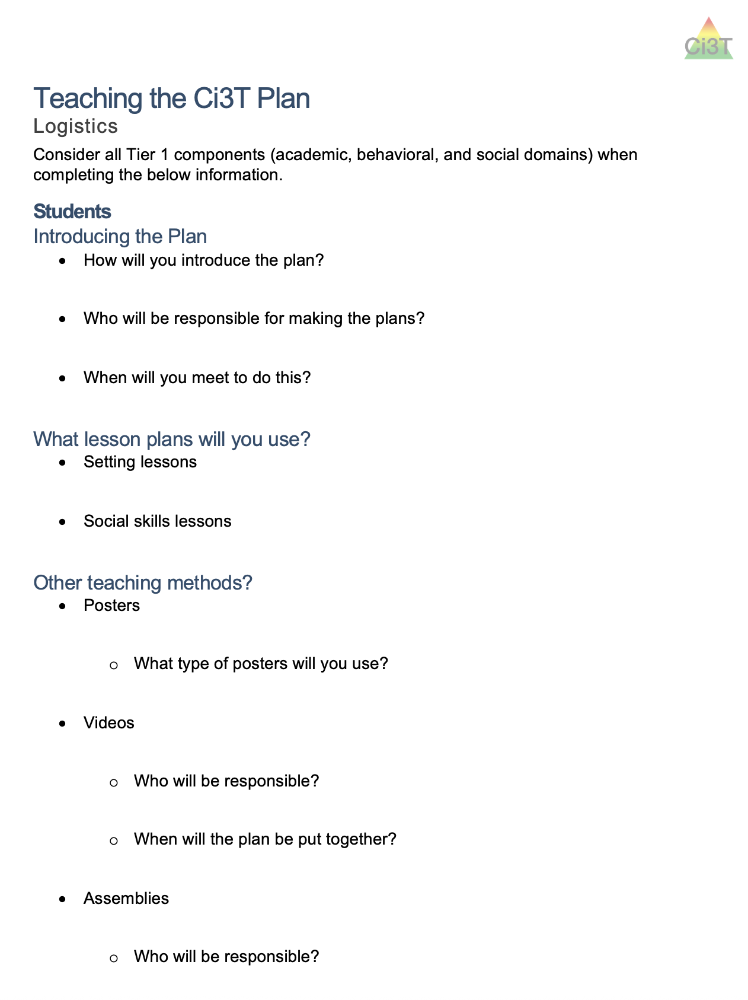 Ci3T
Teaching the Ci3T Plan
Logistics
Consider all Tier 1 components (academic, behavioral, and social domains) when
completing the below information.
Students
Introducing the Plan
• How will you introduce the plan?
• Who will be responsible for making the plans?
• When will you meet to do this?
What lesson plans will you use?
• Setting lessons
• Social skills lessons
Other teaching methods?
• Posters
o What type of posters will you use?
• Videos
o Who will be responsible?
o When will the plan be put together?
• Assemblies
o Who will be responsible?